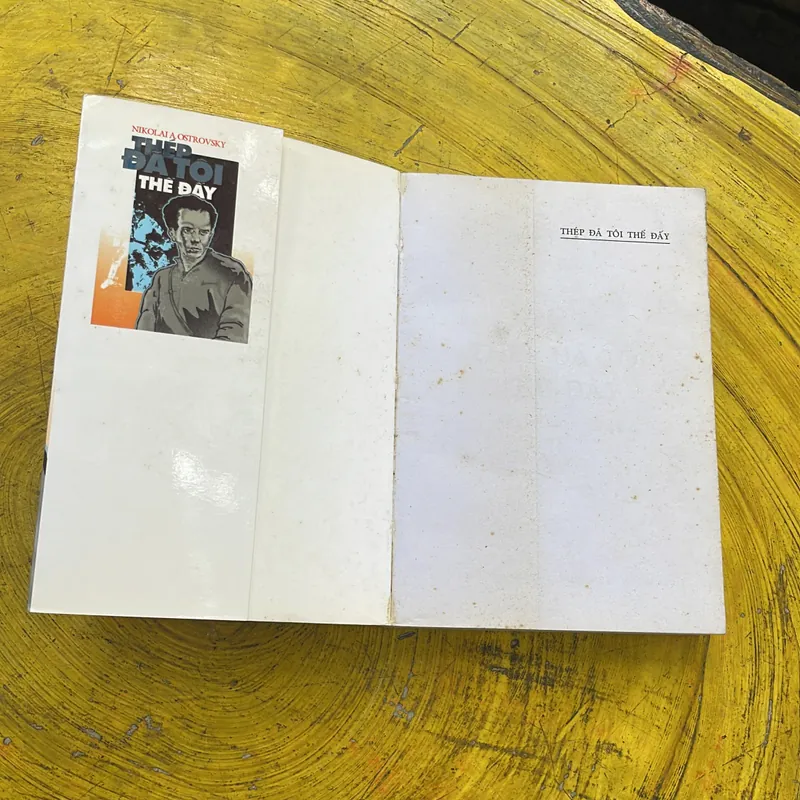 NIKOLAI A OSTROVSKY
THÉP
ĐÃ TÔI
THẾ ĐẤY
THÉP ĐÃ TÔI THẾ ĐẤY